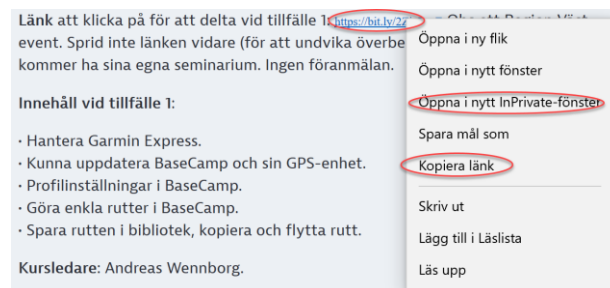 Länk att klicka på för att delta vid tillfälle 1: https://bit.ly/2Z
event. Sprid inte länken vidare (för att undvika överbe
kommer ha sina egna seminarium. Ingen föranmälan.
Innehåll vid tillfälle 1:
· Hantera Garmin Express.
· Kunna uppdatera BaseCamp och sin GPS-enhet.
· Profilinställningar i BaseCamp.
· Göra enkla rutter i BaseCamp.
· Spara rutten i bibliotek, kopiera och flytta rutt.
Kursledare: Andreas Wennborg.
Öppna i ny flik
Öppna i nytt fönster
Öppna i nytt InPrivate-fönster
Spara mål som
Kopiera länk
Skriv ut
Lägg till i Läslista
Läs upp